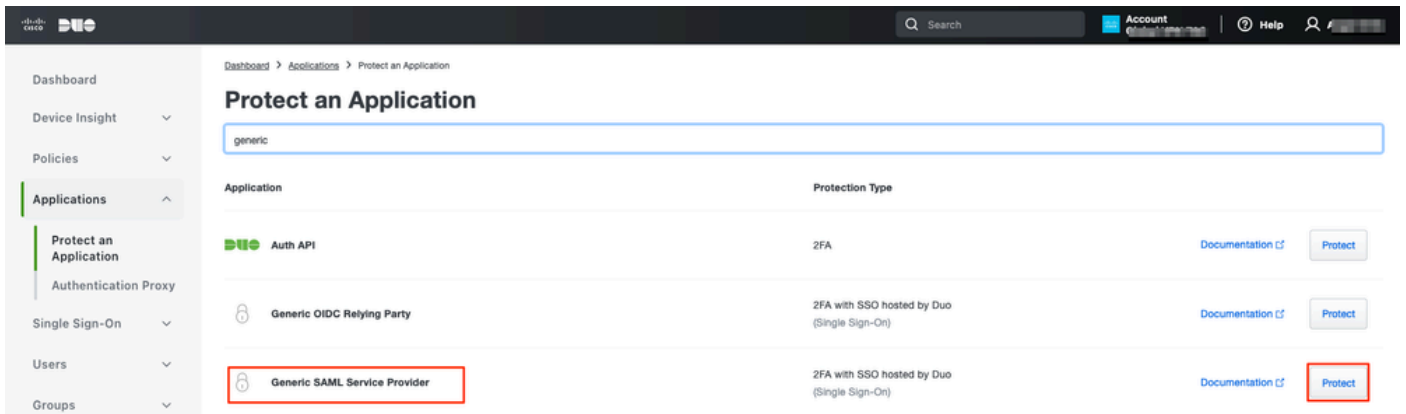 cisco DUO Search Account Help
Dashboard > Applications > Protect an Application
Dashboard
Protect an Application
Device Insight
generic
Policies
Application Protection Type
Applications
Protect an
Application
Auth API 2FA Documentation Protect
DUO
Authentication Proxy
Generic OIDC Relying Party 2FA with SSO hosted by Duo
(Single Sign-On) Documentation Protect
Single Sign-On
Users
Generic SAML Service Provider 2FA with SSO hosted by Duo
(Single Sign-On) Documentation Protect
Groups